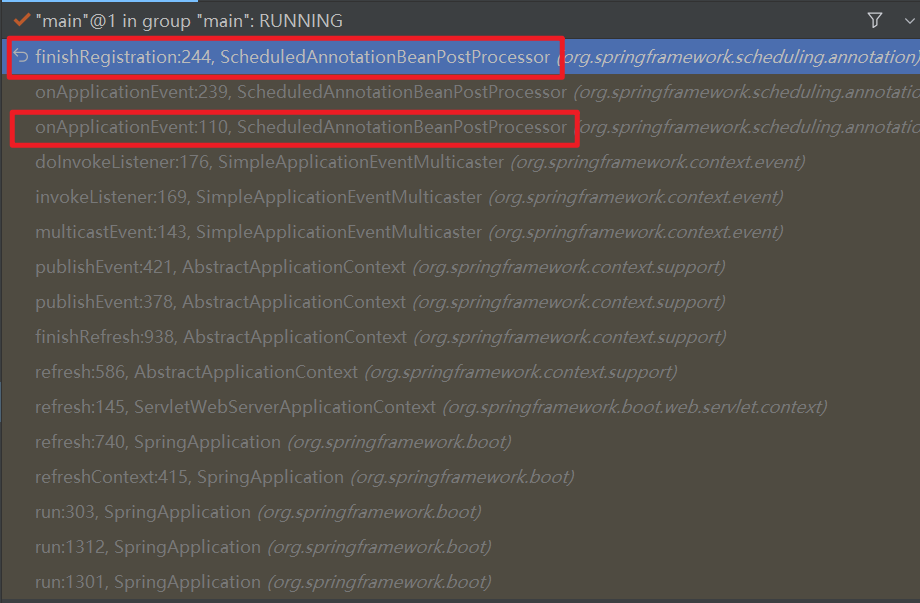 "main"@1 in group "main": RUNNING
finishRegistration:244, ScheduledAnnotationBeanPostProcessor (org.springframework.scheduling.annotation)
onApplicationEvent:239, ScheduledAnnotationBeanPostProcessor (org.springframework.scheduling.annotatio
onApplicationEvent:110, ScheduledAnnotationBeanPostProcessor (org.springframework.scheduling.annotatio
doInvokeListener:176, SimpleApplicationEventMulticaster (org.springframework.context.event)
invokeListener:169, SimpleApplicationEventMulticaster (org.springframework.context.event)
multicastEvent:143, SimpleApplicationEventMulticaster (org.springframework.context.event)
publishEvent:421, AbstractApplicationContext (org.springframework.context.support)
publishEvent:378, AbstractApplicationContext (org.springframework.context.support)
finishRefresh:938, AbstractApplicationContext (org.springframework.context.support)
refresh:586, AbstractApplicationContext (org.springframework.context.support)
refresh:145, ServletWebServerApplicationContext (org.springframework.boot.web.servlet.context)
refresh:740, SpringApplication (org.springframework.boot)
refreshContext:415, SpringApplication (org.springframework.boot)
run:303, SpringApplication (org.springframework.boot)
run:1312, SpringApplication (org.springframework.boot)
run:1301, SpringApplication (org.springframework.boot)